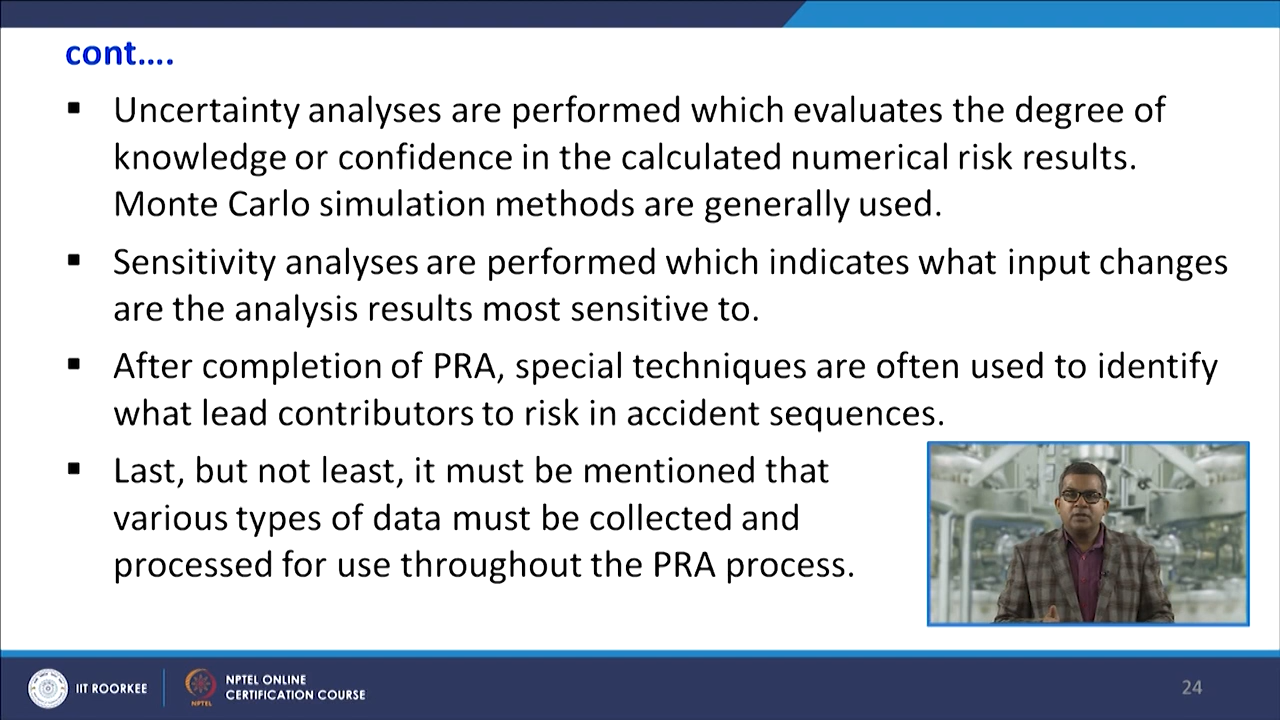 cont....
Uncertainty analyses are performed which evaluates the degree of
knowledge or confidence in the calculated numerical risk results.
Monte Carlo simulation methods are generally used.
Sensitivity analyses are performed which indicates what input changes
are the analysis results most sensitive to.
After completion of PRA, special techniques are often used to identify
what lead contributors to risk in accident sequences.
Last, but not least, it must be mentioned that
various types of data must be collected and
processed for use throughout the PRA process.
IIT ROORKEE
NPTEL
NPTEL ONLINE
CERTIFICATION COURSE
24